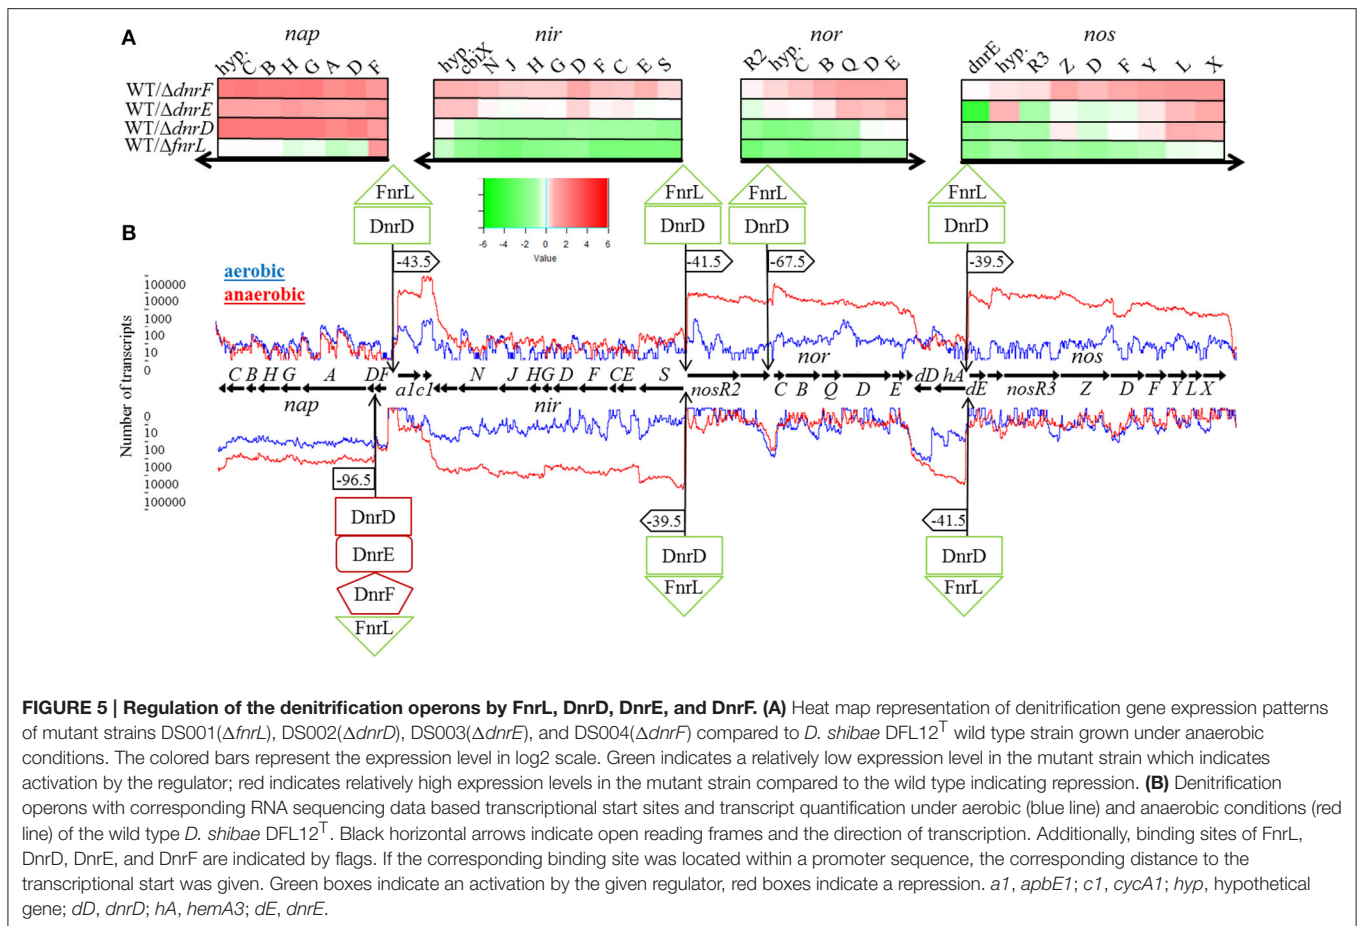 A
nap
nir
nor
nos
hyp. C B H G A D F
hyp. cbiX N J H G D F C E S
R2 hyp. C B Q D E
dnrE hyp. R3 Z D F Y L X
WT/ΔdnrF
WT/ΔdnrE
WT/ΔdnrD
WT/ΔfnrL
FnrL FnrL FnrL FnrL
DnrD DnrD DnrD DnrD
-6 -4 -2 0 2 4 6
Value
B
-43.5 -41.5 -67.5 -39.5
aerobic
anaerobic
Number of transcripts
100000
10000
1000
100
10
0
nor nos
C B H G A D F a1 c1 N J H G D F C E S nosR2 C B Q D E dD hA dE nosR3 Z D F Y L X
nap nir
0
10
100
1000
10000
100000
-96.5
DnrD
DnrE
DnrF
FnrL
-39.5
DnrD
FnrL
-41.5
DnrD
FnrL
FIGURE 5 | Regulation of the denitrification operons by FnrL, DnrD, DnrE, and DnrF. (A) Heat map representation of denitrification gene expression patterns
of mutant strains DS001(ΔfnrL), DS002(ΔdnrD), DS003(ΔdnrE), and DS004(ΔdnrF) compared to D. shibae DFL12T wild type strain grown under anaerobic
conditions. The colored bars represent the expression level in log2 scale. Green indicates a relatively low expression level in the mutant strain which indicates
activation by the regulator; red indicates relatively high expression levels in the mutant strain compared to the wild type indicating repression. (B) Denitrification
operons with corresponding RNA sequencing data based transcriptional start sites and transcript quantification under aerobic (blue line) and anaerobic conditions (red
line) of the wild type D. shibae DFL12T. Black horizontal arrows indicate open reading frames and the direction of transcription. Additionally, binding sites of FnrL,
DnrD, DnrE, and DnrF are indicated by flags. If the corresponding binding site was located within a promoter sequence, the corresponding distance to the
transcriptional start was given. Green boxes indicate an activation by the given regulator, red boxes indicate a repression. a1, apbE1; c1, cycA1; hyp, hypothetical
gene; dD, dnrD; hA, hemA3; dE, dnrE.